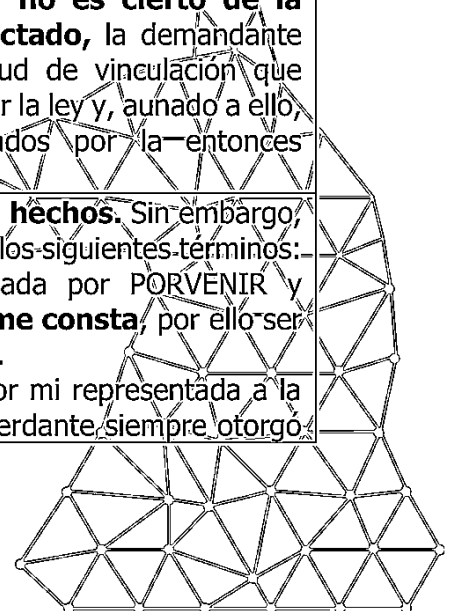 no es cierto de la
ctado, la demandante
ud de vinculación que
r la ley y, aunado a ello,
dos por la entonces
hechos. Sin embargo,
los siguientes términos:
ada por PORVENIR y
me consta, por ello ser
.
or mi representada a la
erdante siempre otorgó